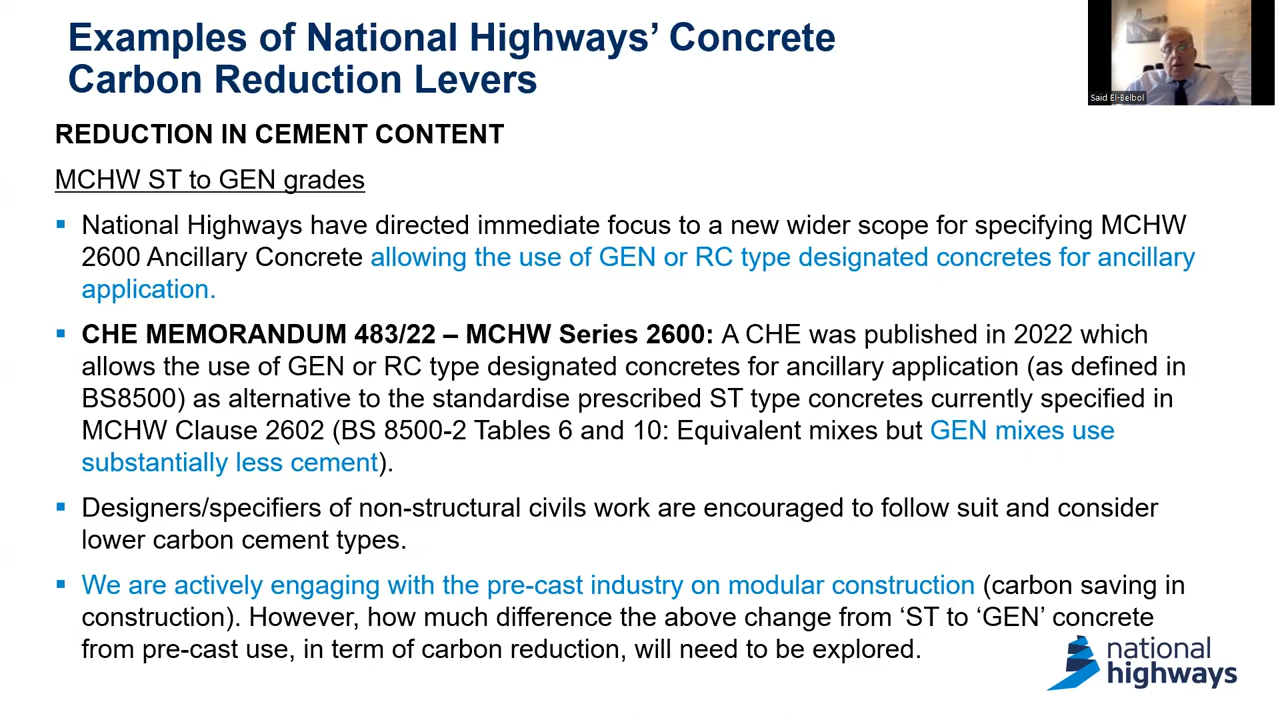 Examples of National Highways’ Concrete
Carbon Reduction Levers
Said El-Belbol
REDUCTION IN CEMENT CONTENT
MCHW ST to GEN grades
▪ National Highways have directed immediate focus to a new wider scope for specifying MCHW
2600 Ancillary Concrete allowing the use of GEN or RC type designated concretes for ancillary
application.
▪ CHE MEMORANDUM 483/22 – MCHW Series 2600: A CHE was published in 2022 which
allows the use of GEN or RC type designated concretes for ancillary application (as defined in
BS8500) as alternative to the standardise prescribed ST type concretes currently specified in
MCHW Clause 2602 (BS 8500-2 Tables 6 and 10: Equivalent mixes but GEN mixes use
substantially less cement).
▪ Designers/specifiers of non-structural civils work are encouraged to follow suit and consider
lower carbon cement types.
▪ We are actively engaging with the pre-cast industry on modular construction (carbon saving in
construction). However, how much difference the above change from ‘ST to ‘GEN’ concrete
from pre-cast use, in term of carbon reduction, will need to be explored.
national
highways